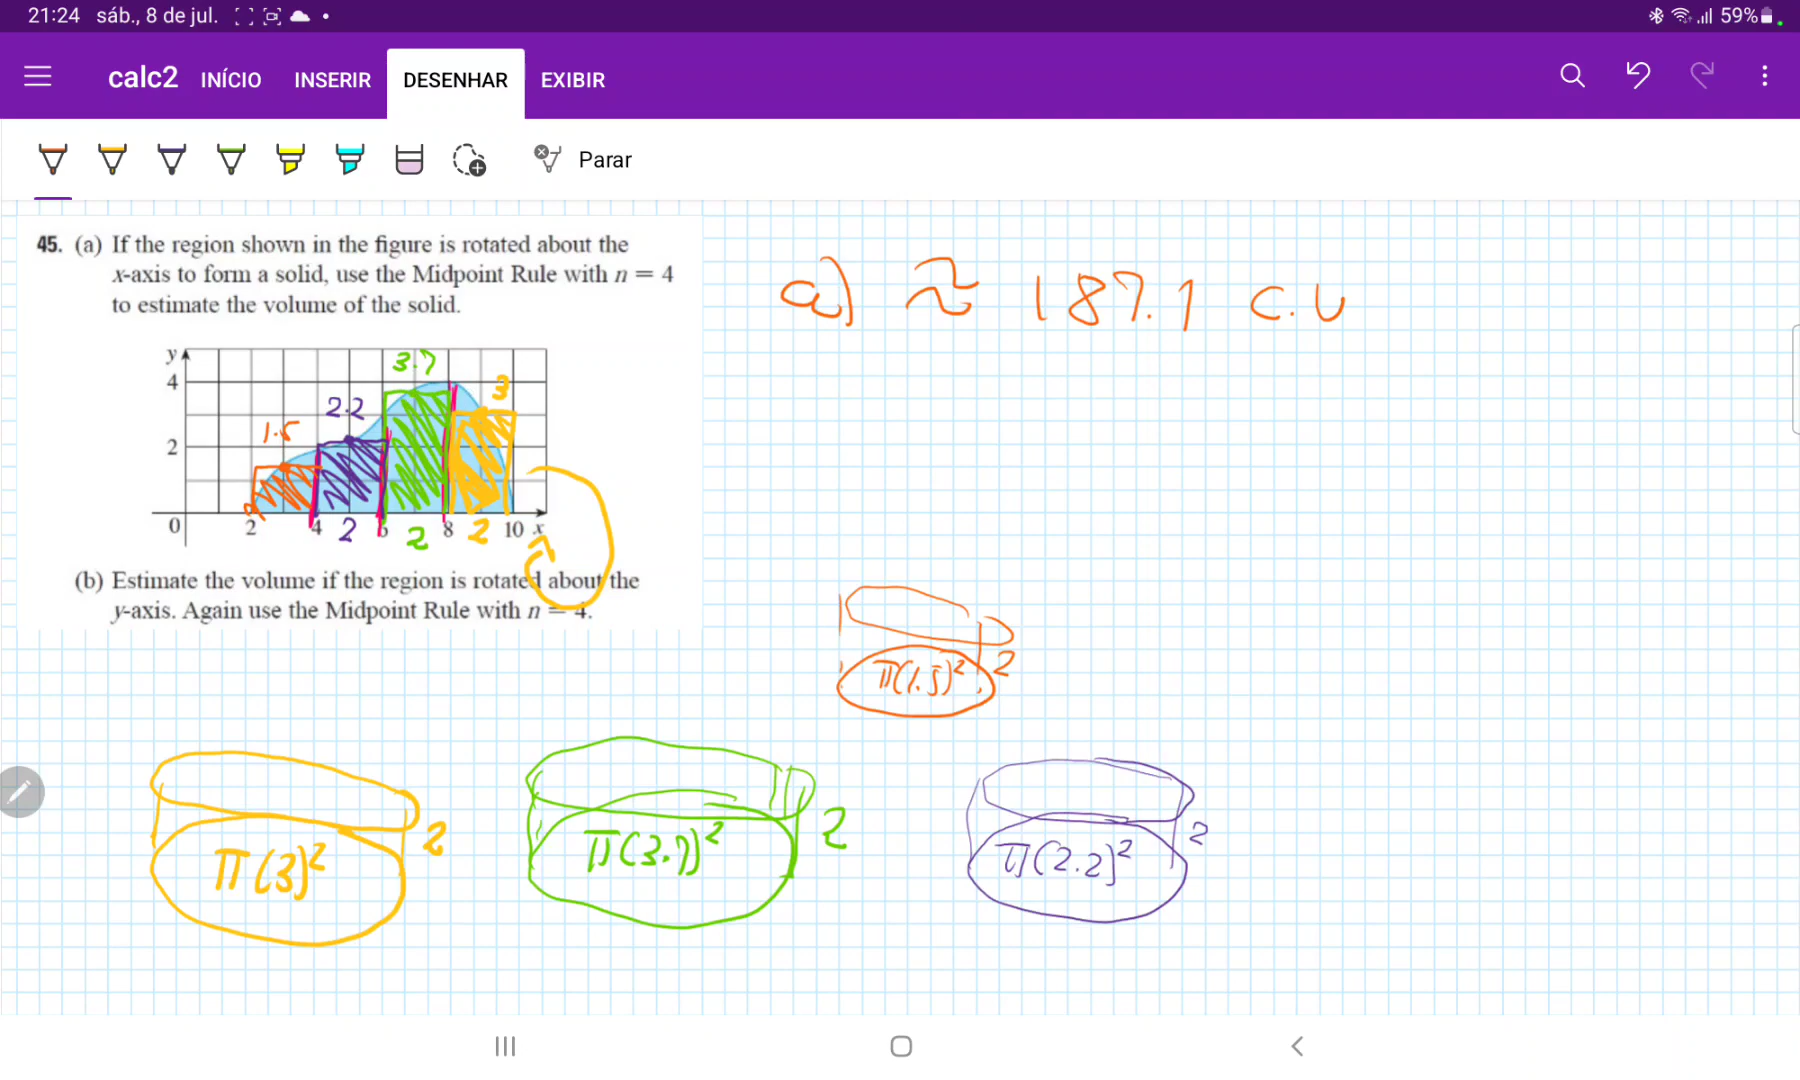 21:24 sáb., 8 de jul. 59%
calc2 INÍCIO INSERIR DESENHAR EXIBIR
Parar
45. (a) If the region shown in the figure is rotated about the
x-axis to form a solid, use the Midpoint Rule with n = 4
to estimate the volume of the solid.
a) ≈ 187.1 c.u
y
4
3.7
3
2.2
1.5
2
0 2 4 2 6 2 8 2 10 x
(b) Estimate the volume if the region is rotated about the
y-axis. Again use the Midpoint Rule with n = 4.
π(1.5)² 2
π(3)² 2
π(3.7)² 2
π(2.2)² 2